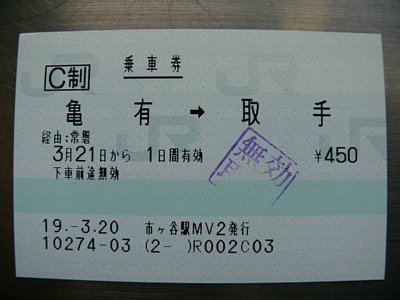 C制 乗車券
亀有 → 取手
経由:常磐
3月21日から 1日間有効 ¥450
下車前途無効
無効
19.-3.20 市ヶ谷駅MV2発行
10274-03 (2- )R002C03